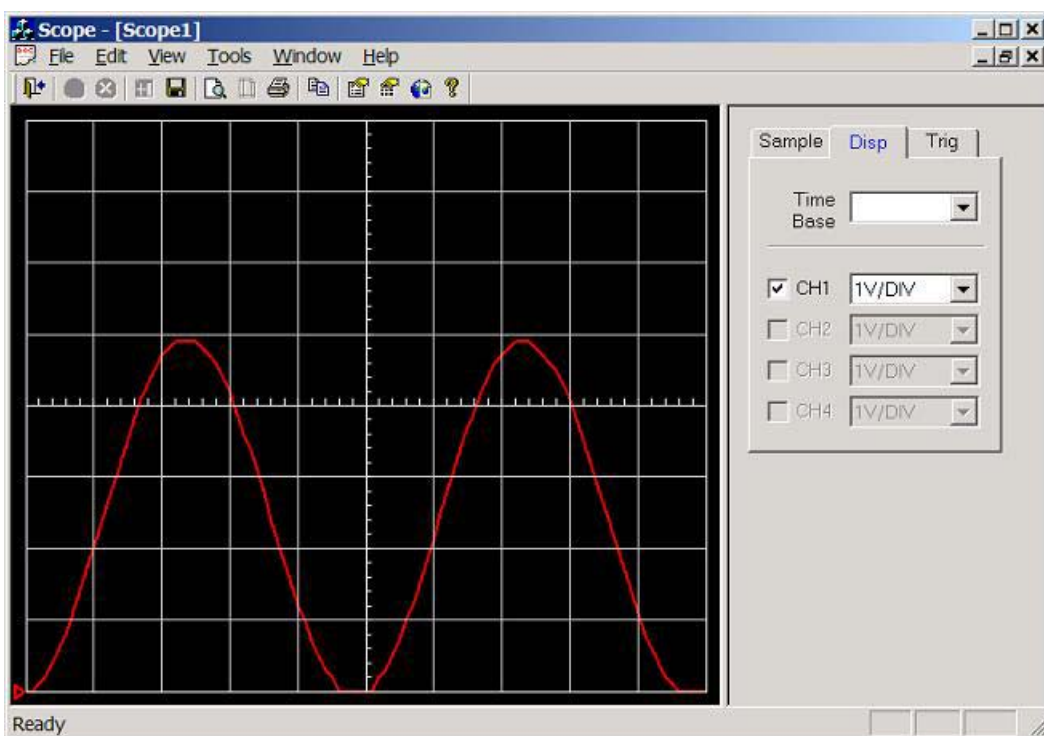 Scope - [Scope1]
File Edit View Tools Window Help
Sample Disp Trig
Time
Base
CH1 1V/DIV
CH2 1V/DIV
CH3 1V/DIV
CH4 1V/DIV
Ready